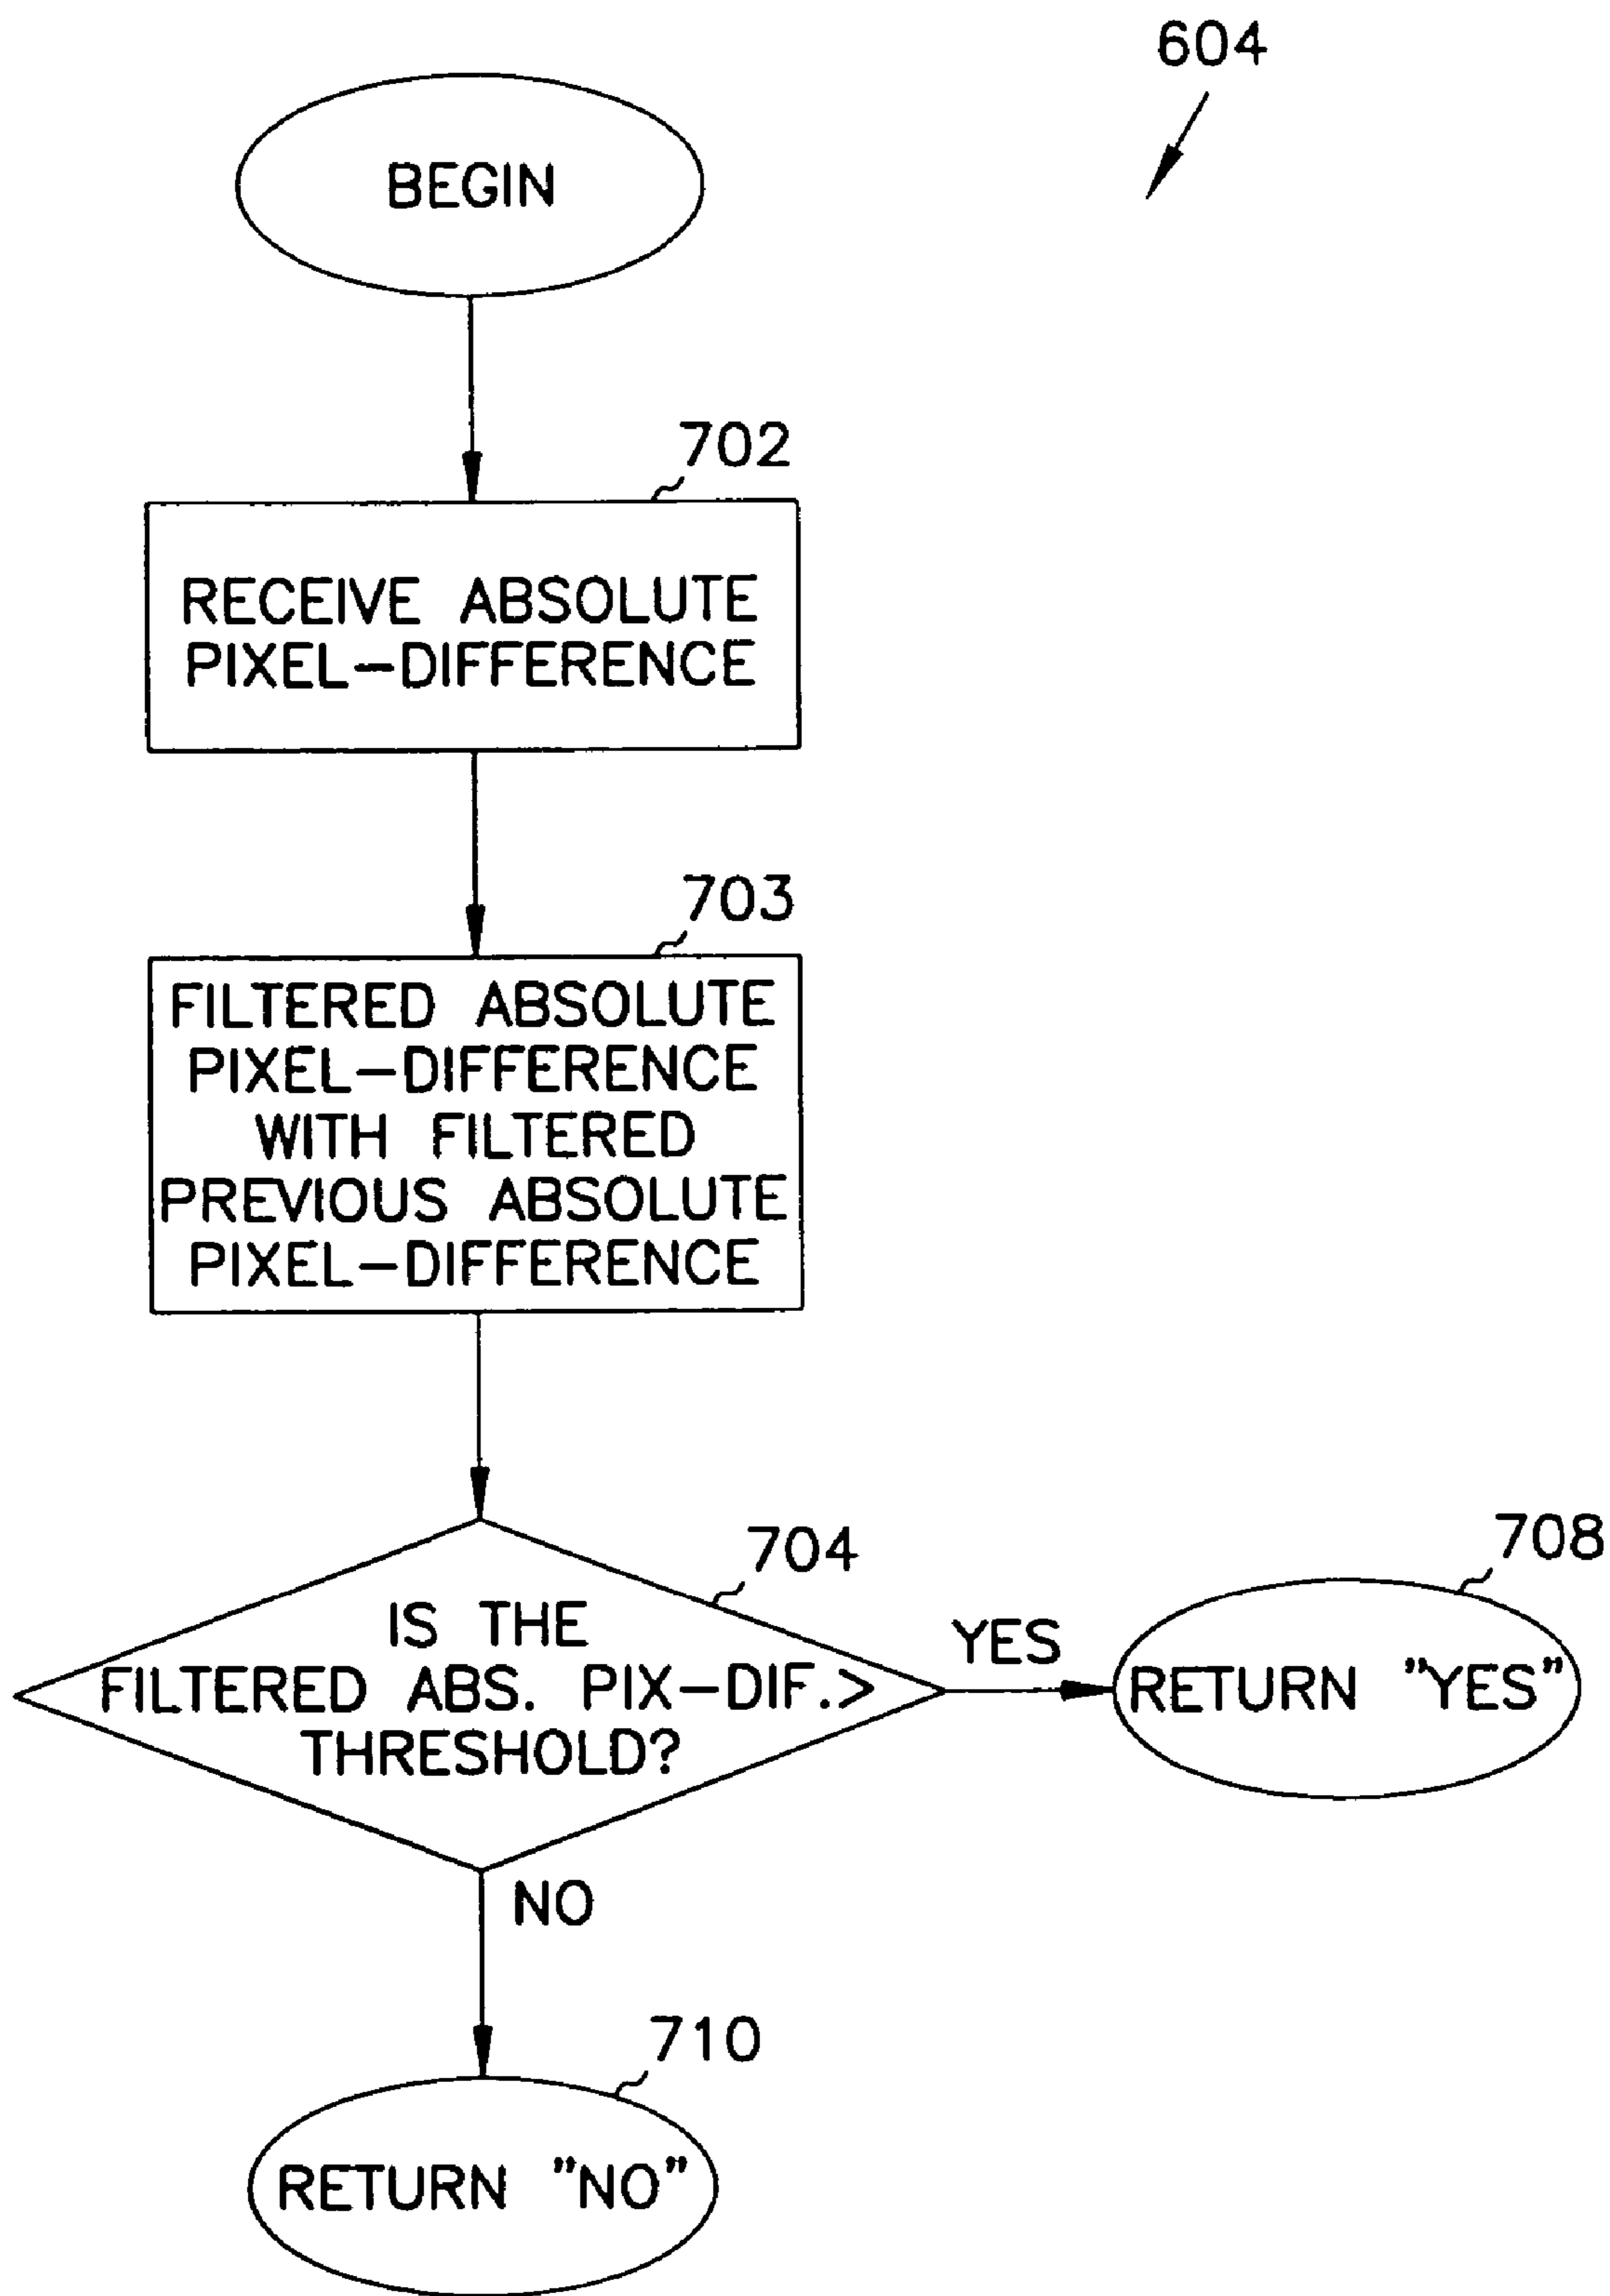 604
BEGIN
702
RECEIVE ABSOLUTE
PIXEL-DIFFERENCE
703
FILTERED ABSOLUTE
PIXEL-DIFFERENCE
WITH FILTERED
PREVIOUS ABSOLUTE
PIXEL-DIFFERENCE
704
IS THE
FILTERED ABS. PIX-DIF.>
THRESHOLD?
YES
708
RETURN "YES"
NO
710
RETURN "NO"